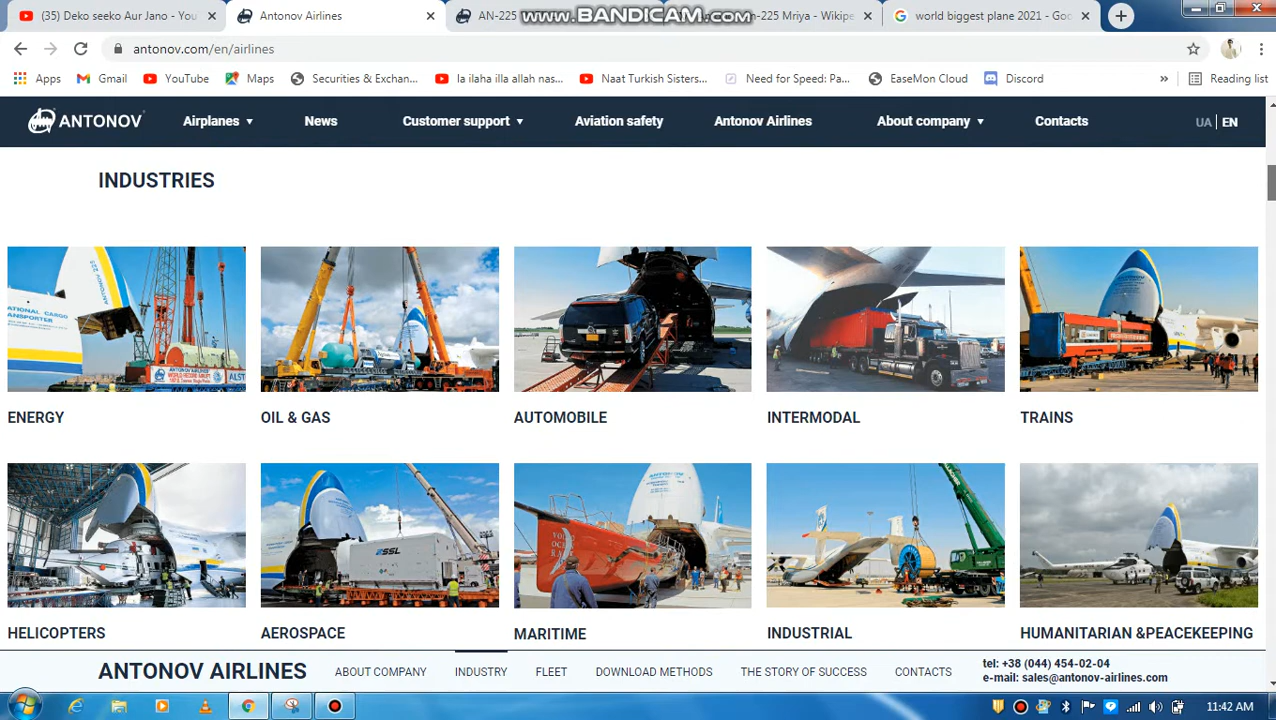 (35) Deko seeko Aur Jano - You
Antonov Airlines
AN-225
www.BANDICAM.com
n-225 Mriya - Wikipe
world biggest plane 2021 - Goo
antonov.com/en/airlines
Apps
Gmail
YouTube
Maps
Securities & Exchan...
la ilaha illa allah nas...
Naat Turkish Sisters...
Need for Speed: Pa...
EaseMon Cloud
Discord
»
Reading list
ANTONOV
Airplanes
News
Customer support
Aviation safety
Antonov Airlines
About company
Contacts
UA | EN
INDUSTRIES
ENERGY
OIL & GAS
AUTOMOBILE
INTERMODAL
TRAINS
SSL
HELICOPTERS
AEROSPACE
MARITIME
INDUSTRIAL
HUMANITARIAN &PEACEKEEPING
ANTONOV AIRLINES
ABOUT COMPANY
INDUSTRY
FLEET
DOWNLOAD METHODS
THE STORY OF SUCCESS
CONTACTS
tel: +38 (044) 454-02-04
e-mail: sales@antonov-airlines.com
11:42 AM